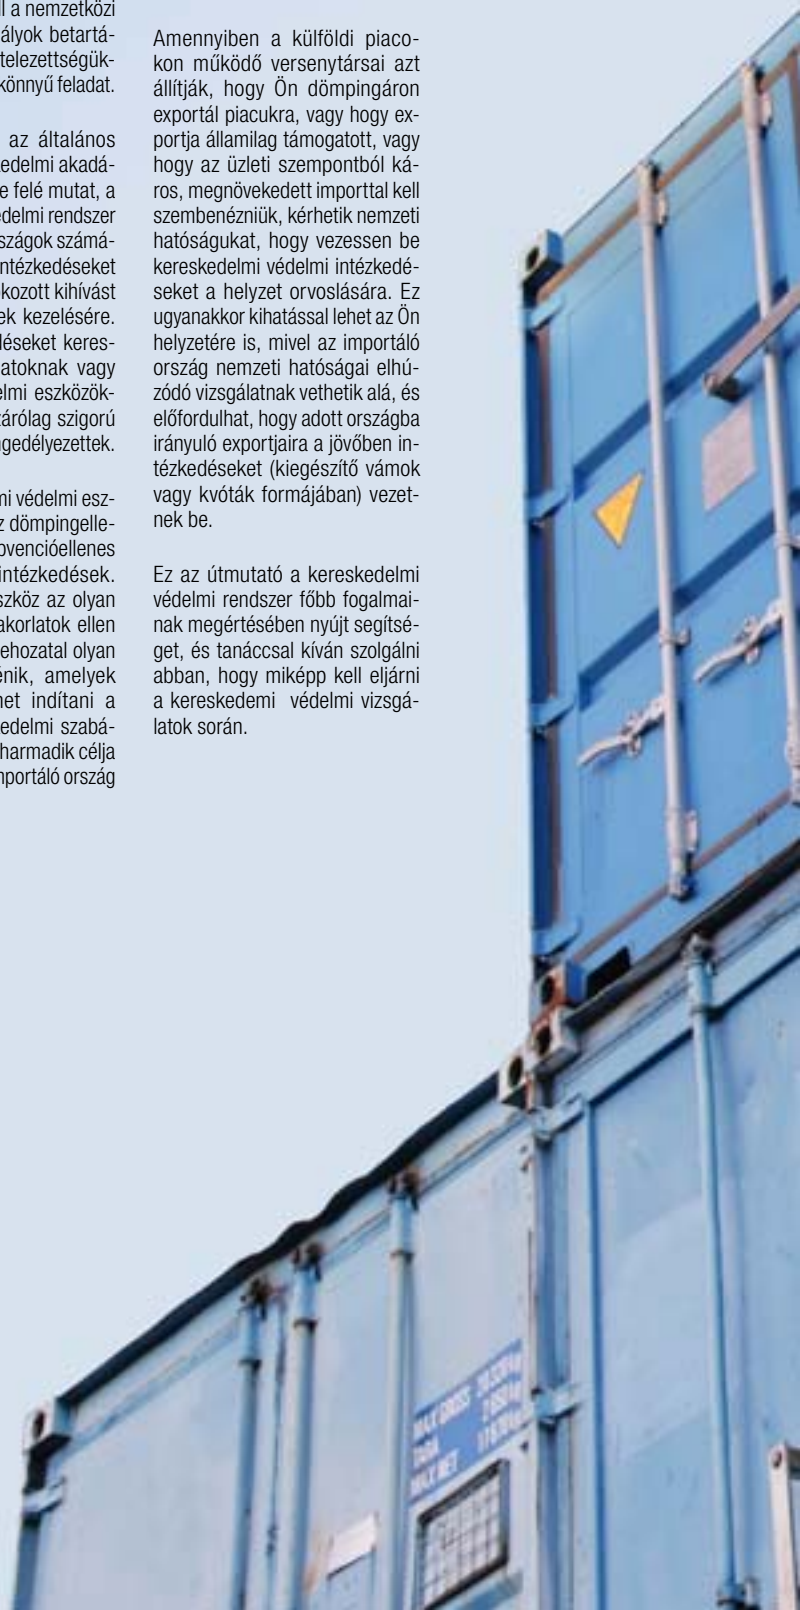 ll a nemzetközi
ályok betartá-
telezettségük-
könnyű feladat.
az általános
edelmi akadá-
e felé mutat, a
edelmi rendszer
szágok számá-
ntézkedéseket
kozott kihívást
ek kezelésére.
déseket keres-
atoknak vagy
elmi eszközök-
zárólag szigorú
ngedélyezettek.
mi védelmi esz-
z dömpingelle-
bvencióellenes
intézkedések.
szköz az olyan
akorlatok ellen
ehozatal olyan
énik, amelyek
het indítani a
edelmi szabá-
harmadik célja
mportáló ország
Amennyiben a külföldi piaco-
kon működő versenytársai azt
állítják, hogy Ön dömpingáron
exportál piacukra, vagy hogy ex-
portja államilag támogatott, vagy
hogy az üzleti szempontból ká-
ros, megnövekedett importtal kell
szembenézniük, kérhetik nemzeti
hatóságukat, hogy vezessen be
kereskedelmi védelmi intézkedé-
seket a helyzet orvoslására. Ez
ugyanakkor kihatással lehet az Ön
helyzetére is, mivel az importáló
ország nemzeti hatóságai elhú-
zódó vizsgálatnak vethetik alá, és
előfordulhat, hogy adott országba
irányuló exportjaira a jövőben in-
tézkedéseket (kiegészítő vámok
vagy kvóták formájában) vezet-
nek be.
Ez az útmutató a kereskedelmi
védelmi rendszer főbb fogalmai-
nak megértésében nyújt segítsé-
get, és tanáccsal kíván szolgálni
abban, hogy miképp kell eljárni
a kereskedemi védelmi vizsgá-
latok során.
MAX GROSS
TARA
MAX NET